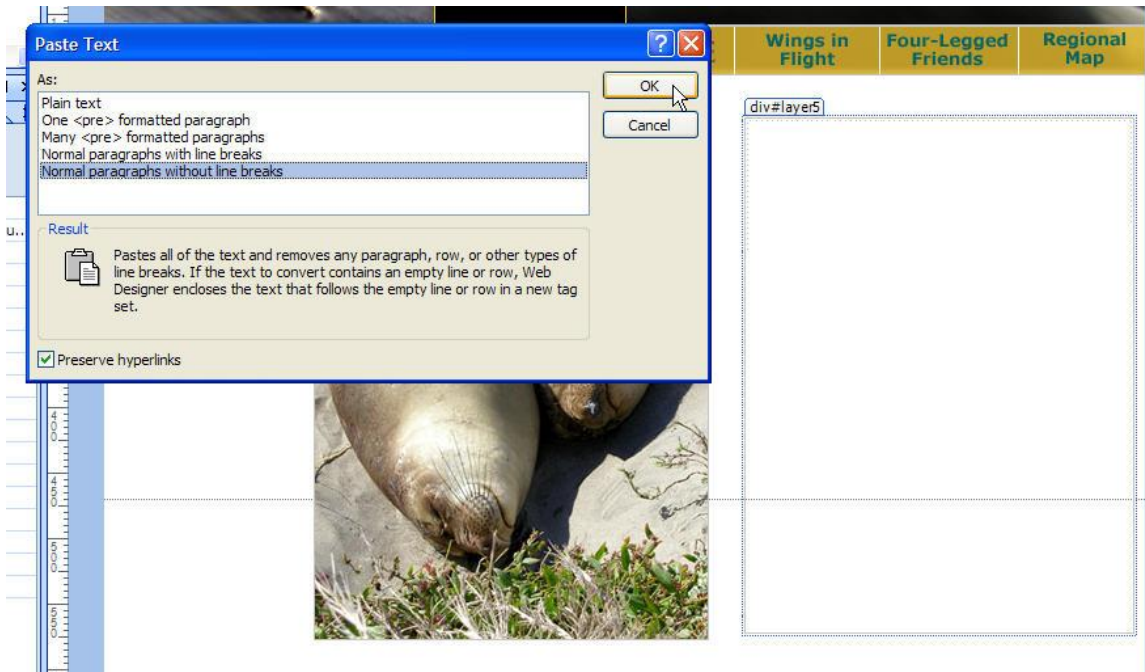 Paste Text
Wings in
Flight
Four-Legged
Friends
Regional
Map
As:
Plain text
One <pre> formatted paragraph
Many <pre> formatted paragraphs
Normal paragraphs with line breaks
Normal paragraphs without line breaks
OK
Cancel
div#layer5
u...
Result
Pastes all of the text and removes any paragraph, row, or other types of
line breaks. If the text to convert contains an empty line or row, Web
Designer encloses the text that follows the empty line or row in a new tag
set.
Preserve hyperlinks
400
450
500
550